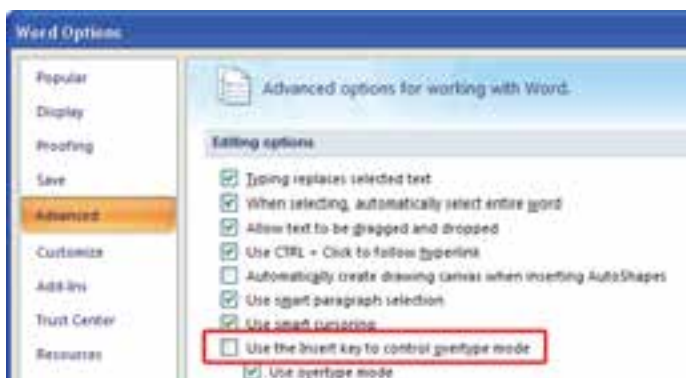 Word Options
Popular
Display
Proofing
Save
Advanced
Customize
Add-Ins
Trust Center
Resources
Advanced options for working with Word.
Editing options
Typing replaces selected text
When selecting, automatically select entire word
Allow text to be dragged and dropped
Use CTRL + Click to follow hyperlink
Automatically create drawing canvas when inserting AutoShapes
Use smart paragraph selection
Use smart cursoring
Use the Insert key to control overtype mode
Use overtype mode